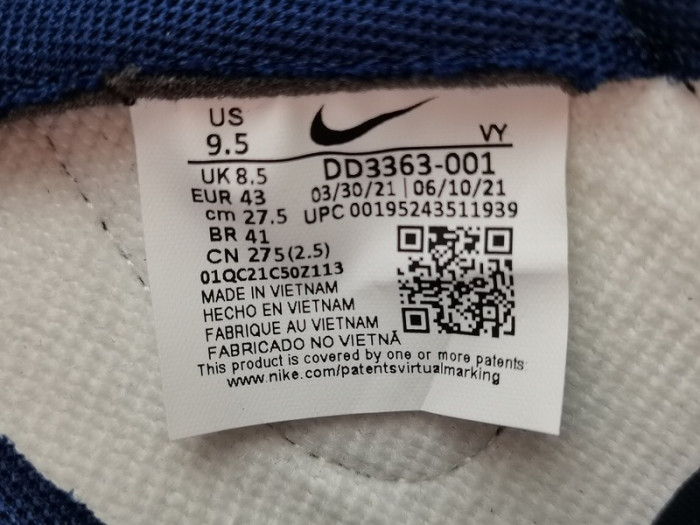 US
9.5
VY
UK 8.5
DD3363-001
EUR 43
03/30/21 | 06/10/21
cm 27.5
UPC 00195243511939
BR 41
CN 275(2.5)
01QC21C50Z113
MADE IN VIETNAM
HECHO EN VIETNAM
FABRIQUE AU VIETNAM
FABRICADO NO VIETNÃ
This product is covered by one or more patents:
www.nike.com/patentsvirtualmarking